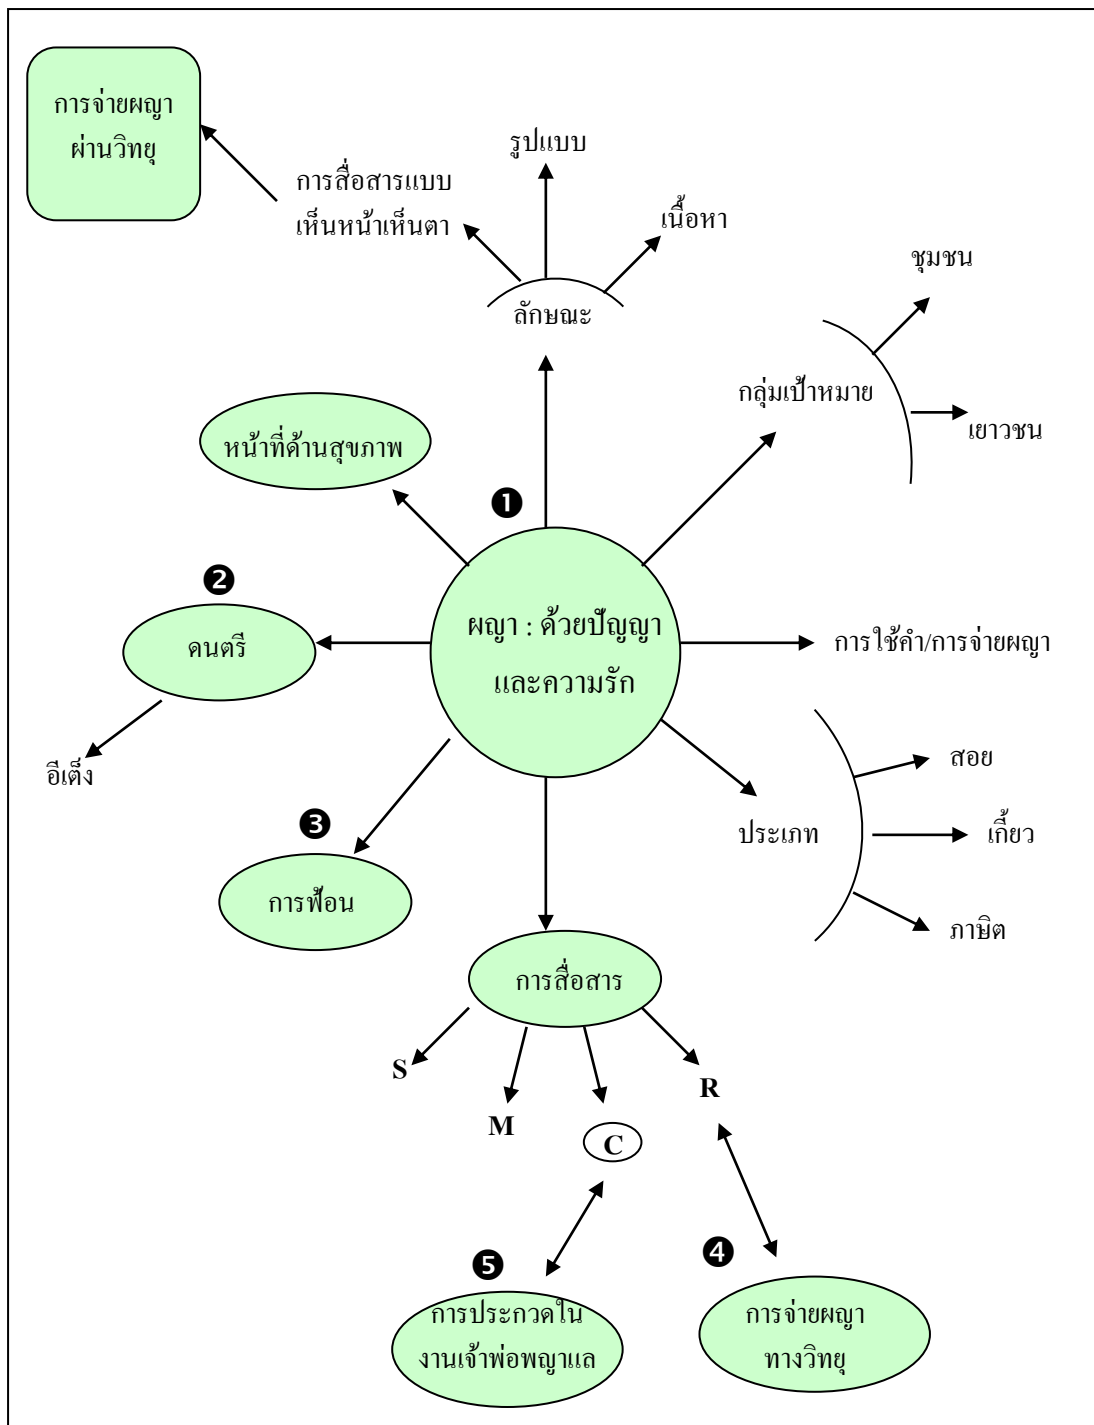 การจ่ายผญา
ผ่านวิทยุ
รูปแบบ
การสื่อสารแบบ
เห็นหน้าเห็นตา
เนื้อหา
ลักษณะ
ชุมชน
กลุ่มเป้าหมาย
เยาวชน
หน้าที่ด้านสุขภาพ
❶
❷
ดนตรี
อีเต็ง
ผญา : ด้วยปัญญา
และความรัก
การใช้คำ/การจ่ายผญา
สอย
ประเภท
เกี้ยว
ภาษิต
❸
การฟ้อน
การสื่อสาร
S
M
C
R
❺
การประกวดใน
งานเจ้าพ่อพญาแล
❹
การจ่ายผญา
ทางวิทยุ